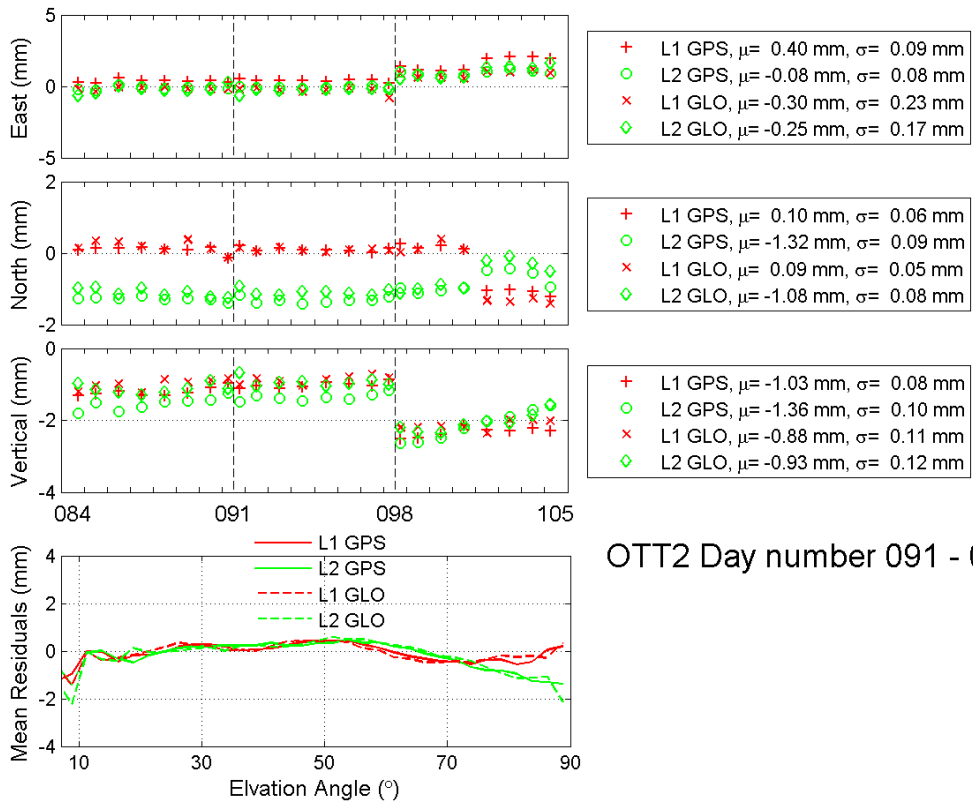 5
0
-5
East (mm)
L1 GPS, μ= 0.40 mm, σ= 0.09 mm
L2 GPS, μ= -0.08 mm, σ= 0.08 mm
L1 GLO, μ= -0.30 mm, σ= 0.23 mm
L2 GLO, μ= -0.25 mm, σ= 0.17 mm
2
0
-2
North (mm)
L1 GPS, μ= 0.10 mm, σ= 0.06 mm
L2 GPS, μ= -1.32 mm, σ= 0.09 mm
L1 GLO, μ= 0.09 mm, σ= 0.05 mm
L2 GLO, μ= -1.08 mm, σ= 0.08 mm
0
-2
-4
Vertical (mm)
L1 GPS, μ= -1.03 mm, σ= 0.08 mm
L2 GPS, μ= -1.36 mm, σ= 0.10 mm
L1 GLO, μ= -0.88 mm, σ= 0.11 mm
L2 GLO, μ= -0.93 mm, σ= 0.12 mm
084 091 098 105
L1 GPS
L2 GPS
L1 GLO
L2 GLO
OTT2 Day number 091 -
4
2
0
-2
-4
Mean Residuals (mm)
10 30 50 70 90
Elvation Angle (°)